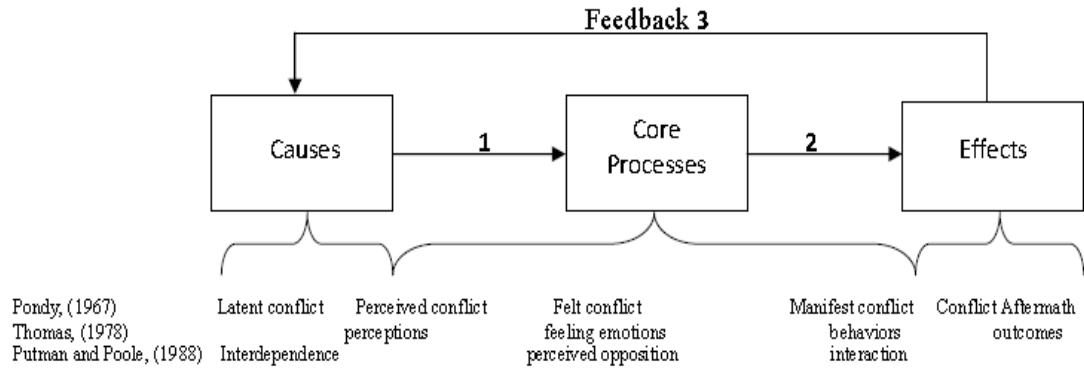 Feedback 3
Causes 1 Core Processes 2 Effects
Pondy, (1967) Latent conflict Perceived conflict Felt conflict Manifest conflict Conflict Aftermath
Thomas, (1978) perceptions feeling emotions behaviors outcomes
Putman and Poole, (1988) Interdependence perceived opposition interaction